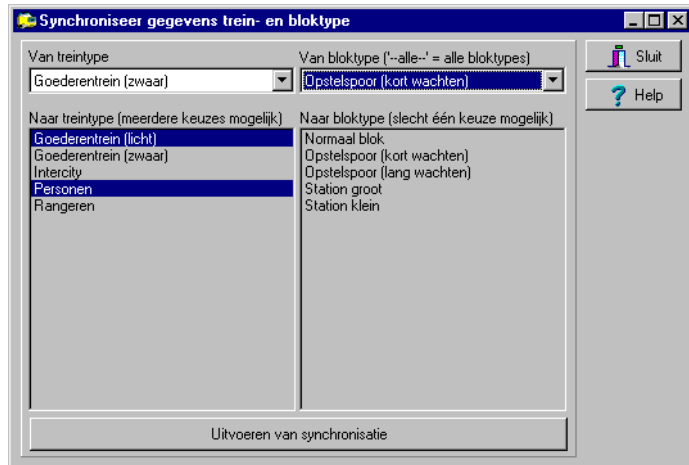 Synchroniseer gegevens trein- en bloktype
Van treintype
Van bloktype ('--alle--' = alle bloktypes)
Goederentrein (zwaar)
Opstelspoor (kort wachten)
Sluit
Help
Naar treintype (meerdere keuzes mogelijk)
Naar bloktype (slecht één keuze mogelijk)
Goederentrein (licht)
Goederentrein (zwaar)
Intercity
Personen
Rangeren
Normaal blok
Opstelspoor (kort wachten)
Opstelspoor (lang wachten)
Station groot
Station klein
Uitvoeren van synchronisatie